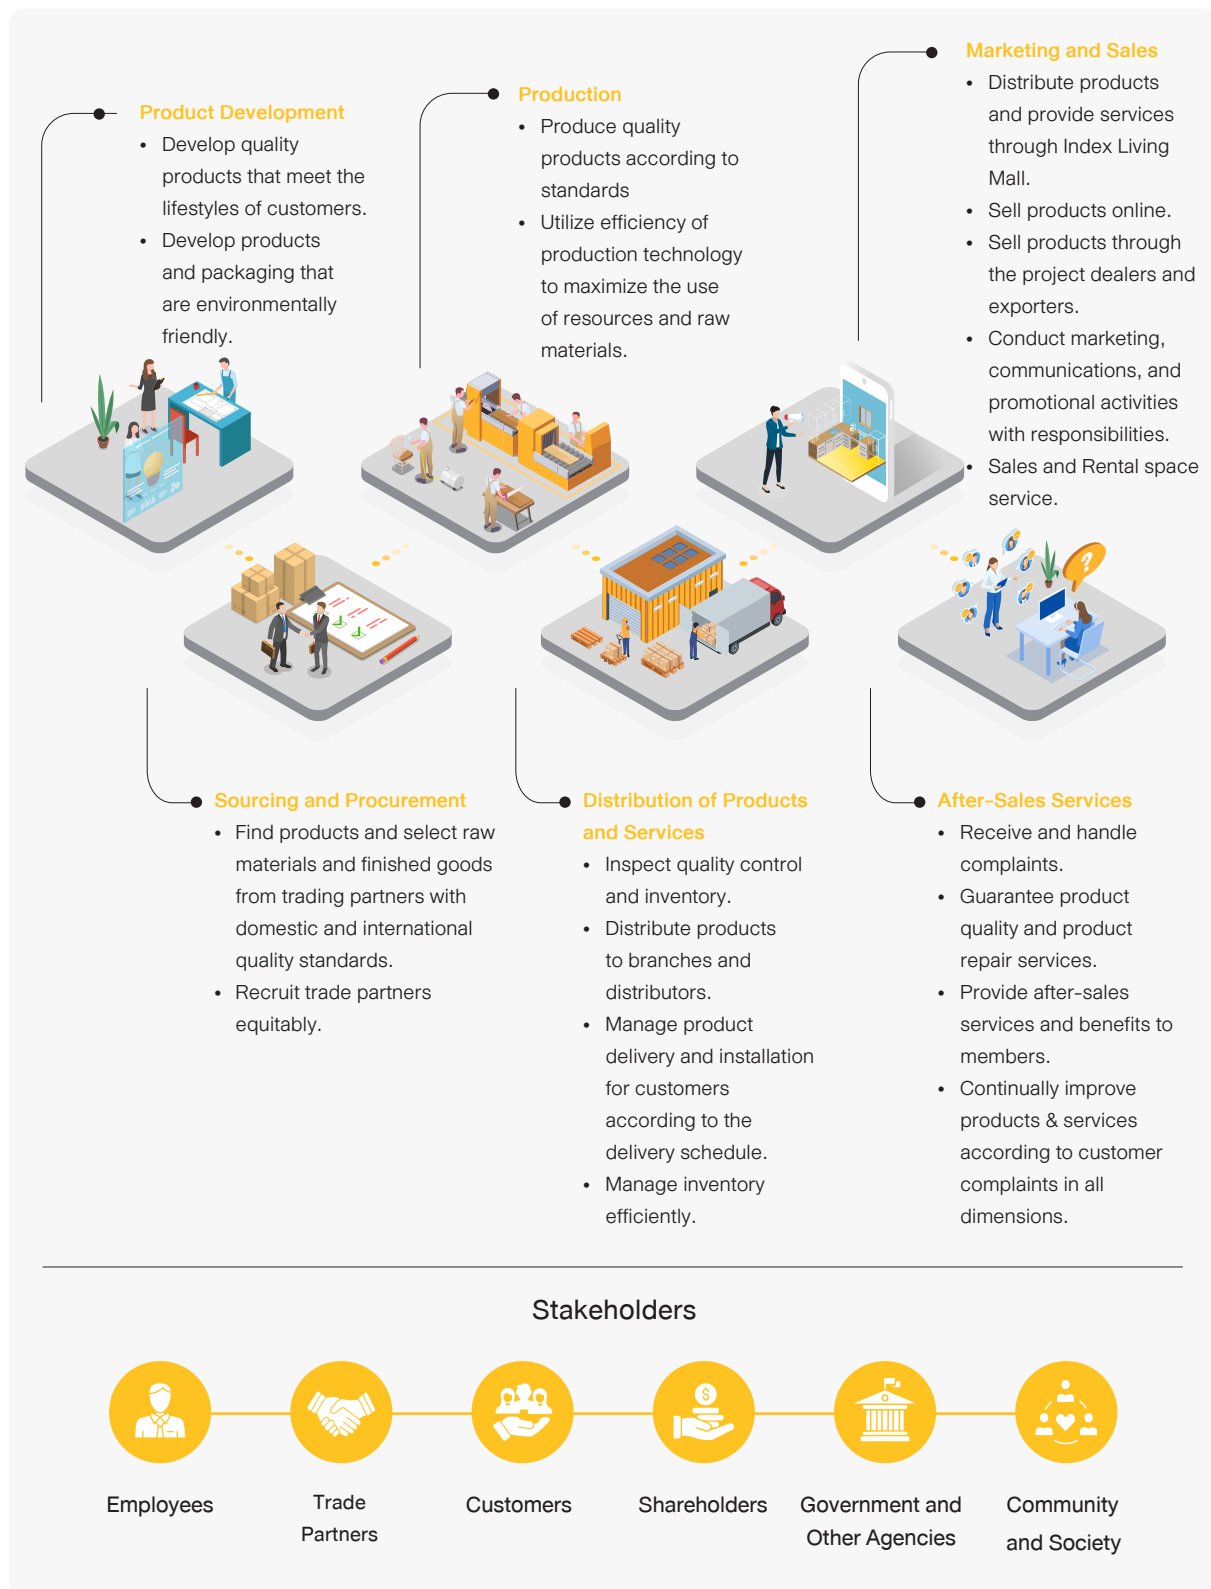 Product Development
• Develop quality
products that meet the
lifestyles of customers.
• Develop products
and packaging that
are environmentally
friendly.
Production
• Produce quality
products according to
standards
• Utilize efficiency of
production technology
to maximize the use
of resources and raw
materials.
Marketing and Sales
• Distribute products
and provide services
through Index Living
Mall.
• Sell products online.
• Sell products through
the project dealers and
exporters.
• Conduct marketing,
communications, and
promotional activities
with responsibilities.
• Sales and Rental space
service.
Sourcing and Procurement
• Find products and select raw
materials and finished goods
from trading partners with
domestic and international
quality standards.
• Recruit trade partners
equitably.
Distribution of Products
and Services
• Inspect quality control
and inventory.
• Distribute products
to branches and
distributors.
• Manage product
delivery and installation
for customers
according to the
delivery schedule.
• Manage inventory
efficiently.
After-Sales Services
• Receive and handle
complaints.
• Guarantee product
quality and product
repair services.
• Provide after-sales
services and benefits to
members.
• Continually improve
products & services
according to customer
complaints in all
dimensions.
Stakeholders
Employees
Trade
Partners
Customers
Shareholders
Government and
Other Agencies
Community
and Society